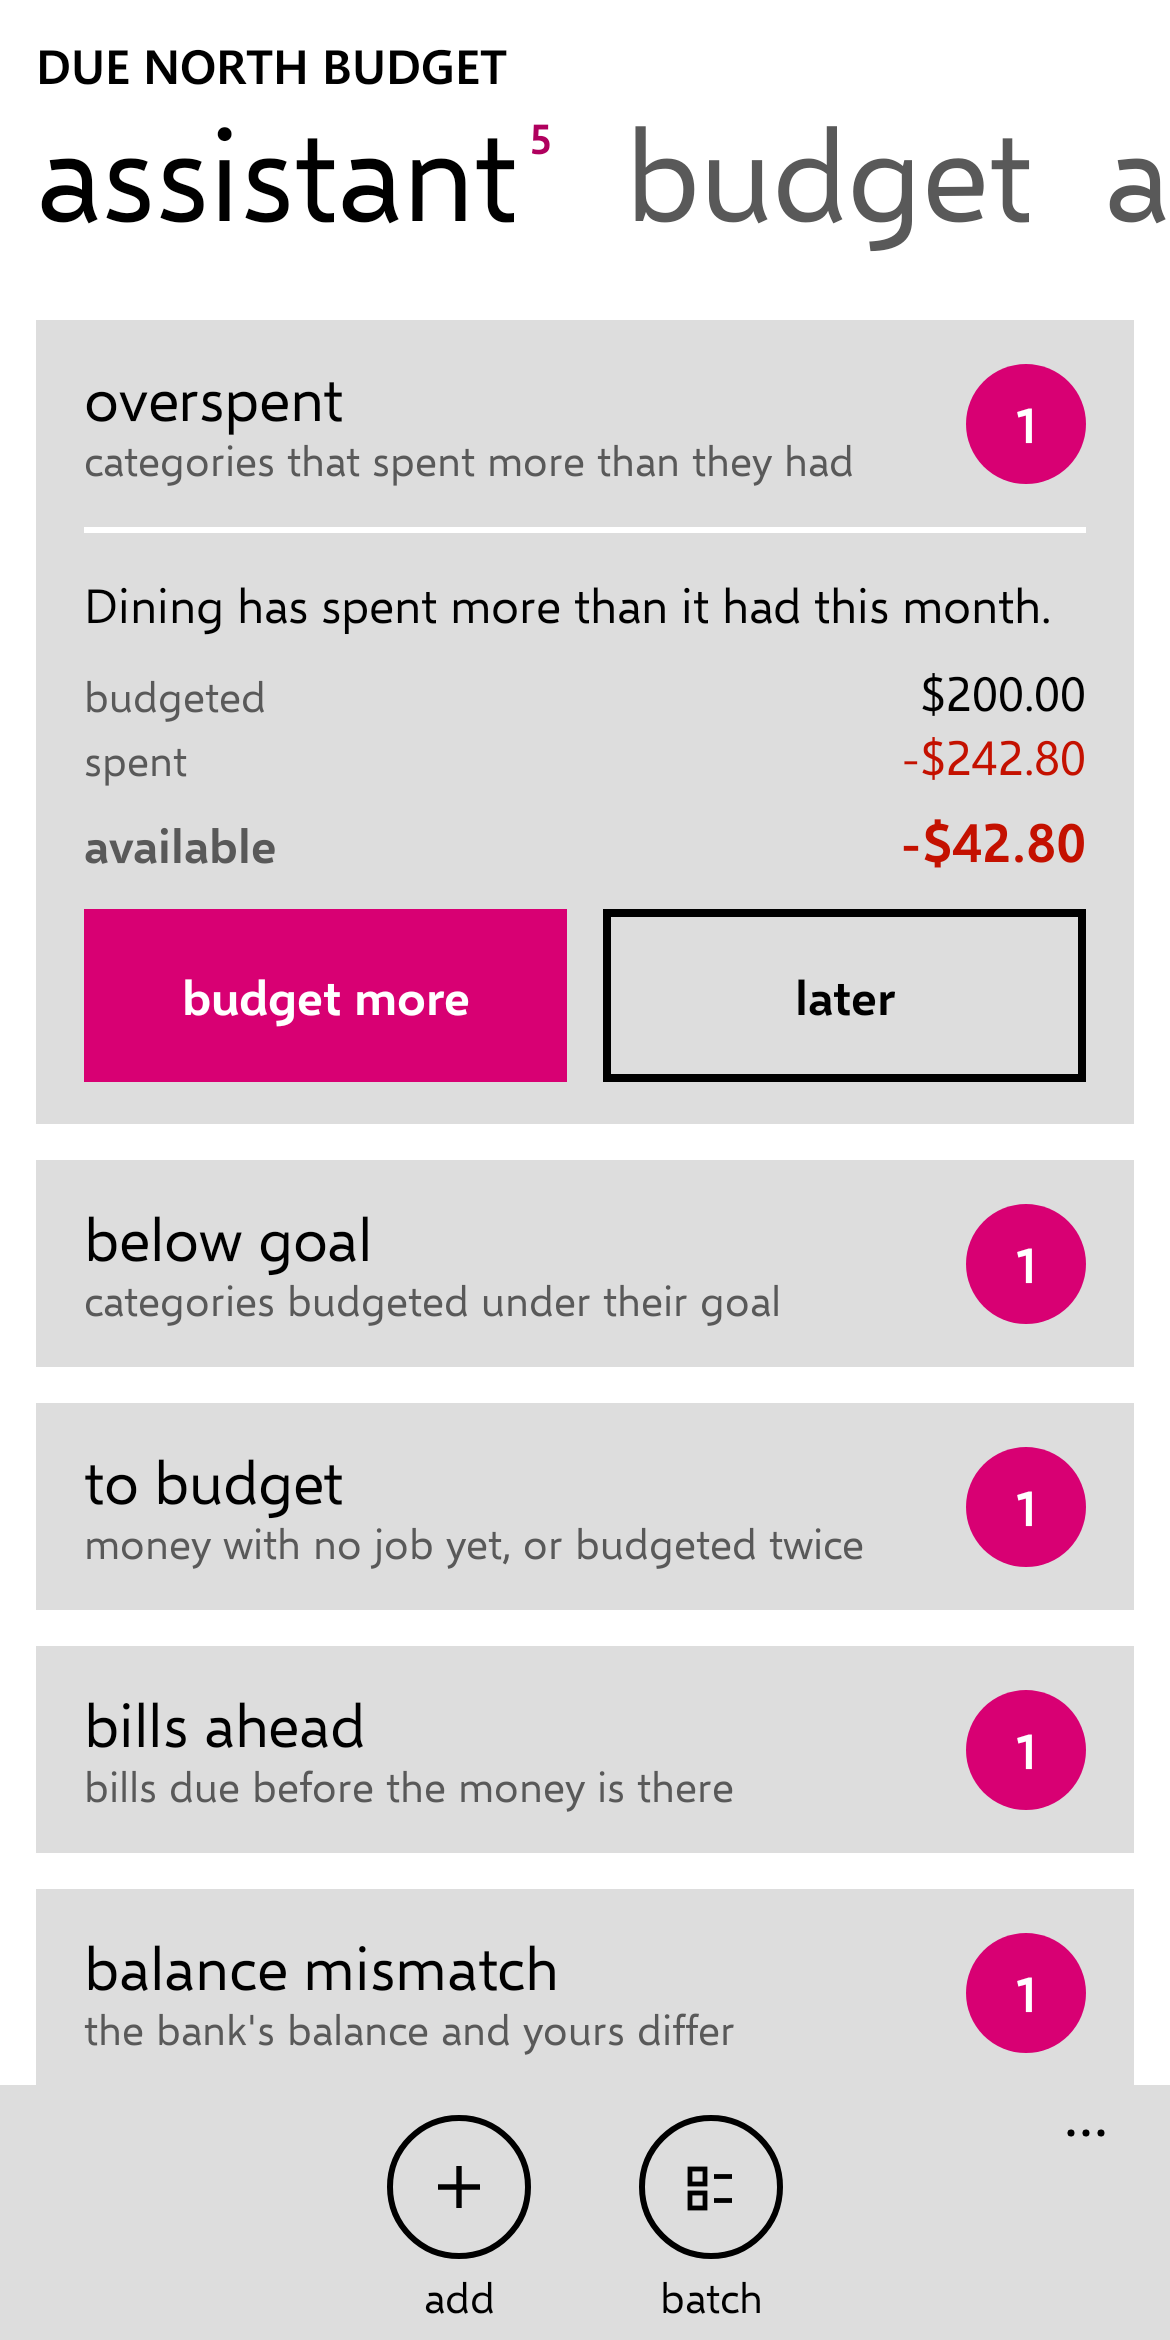 DUE NORTH BUDGET
assistant 5 budget a
overspent 1
categories that spent more than they had
Dining has spent more than it had this month.
budgeted $200.00
spent -$242.80
available -$42.80
budget more later
below goal 1
categories budgeted under their goal
to budget 1
money with no job yet, or budgeted twice
bills ahead 1
bills due before the money is there
balance mismatch 1
the bank's balance and yours differ
add batch